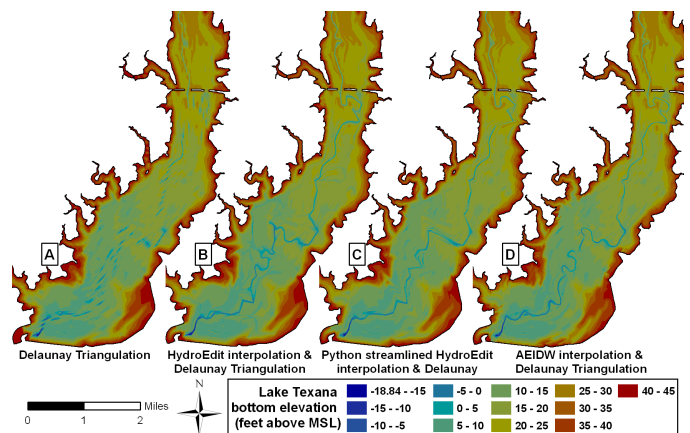 A
B
C
D
Delaunay Triangulation
HydroEdit interpolation &
Delaunay Triangulation
Python streamlined HydroEdit
interpolation & Delaunay
AEIDW interpolation &
Delaunay Triangulation
0 1 2 Miles
N
Lake Texana
bottom elevation
(feet above MSL)
-18.84 - -15
-15 - -10
-10 - -5
-5 - 0
0 - 5
5 - 10
10 - 15
15 - 20
20 - 25
25 - 30
30 - 35
35 - 40
40 - 45